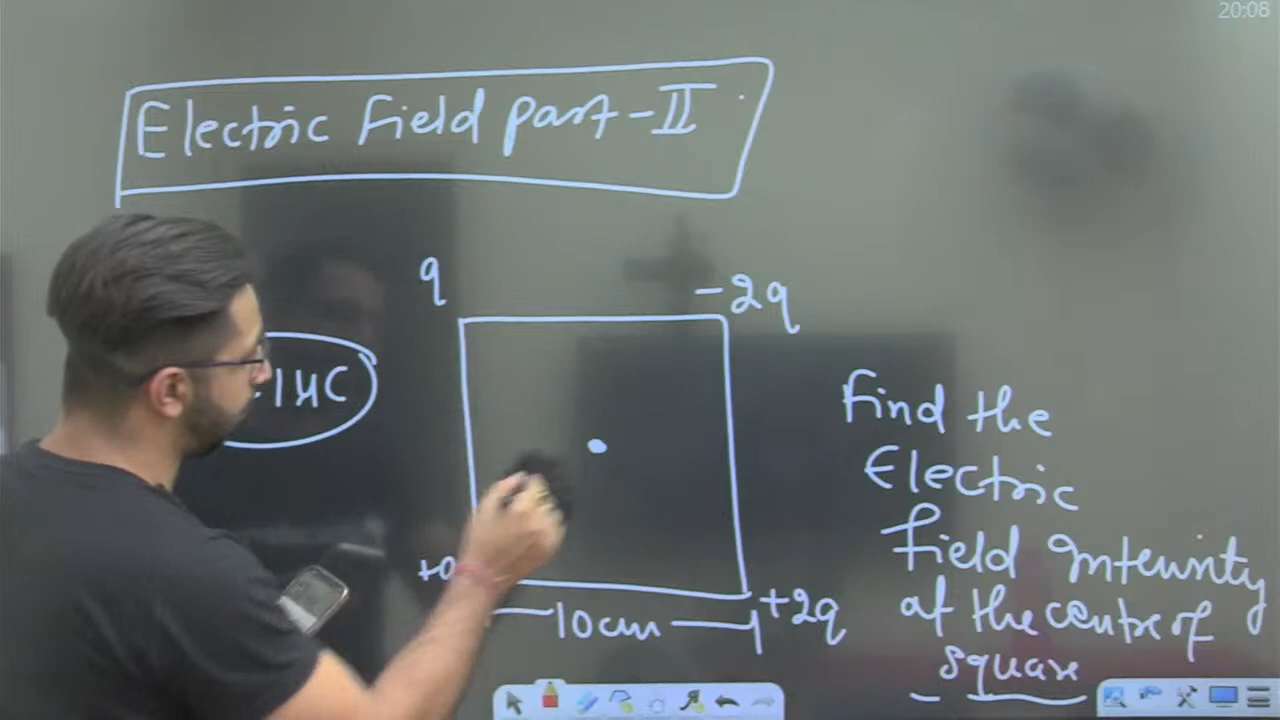 20:08
Electric Field part-II
q
-2q
1μC
+2q
10cm
Find the
Electric
Field Intensity
at the centre of
square